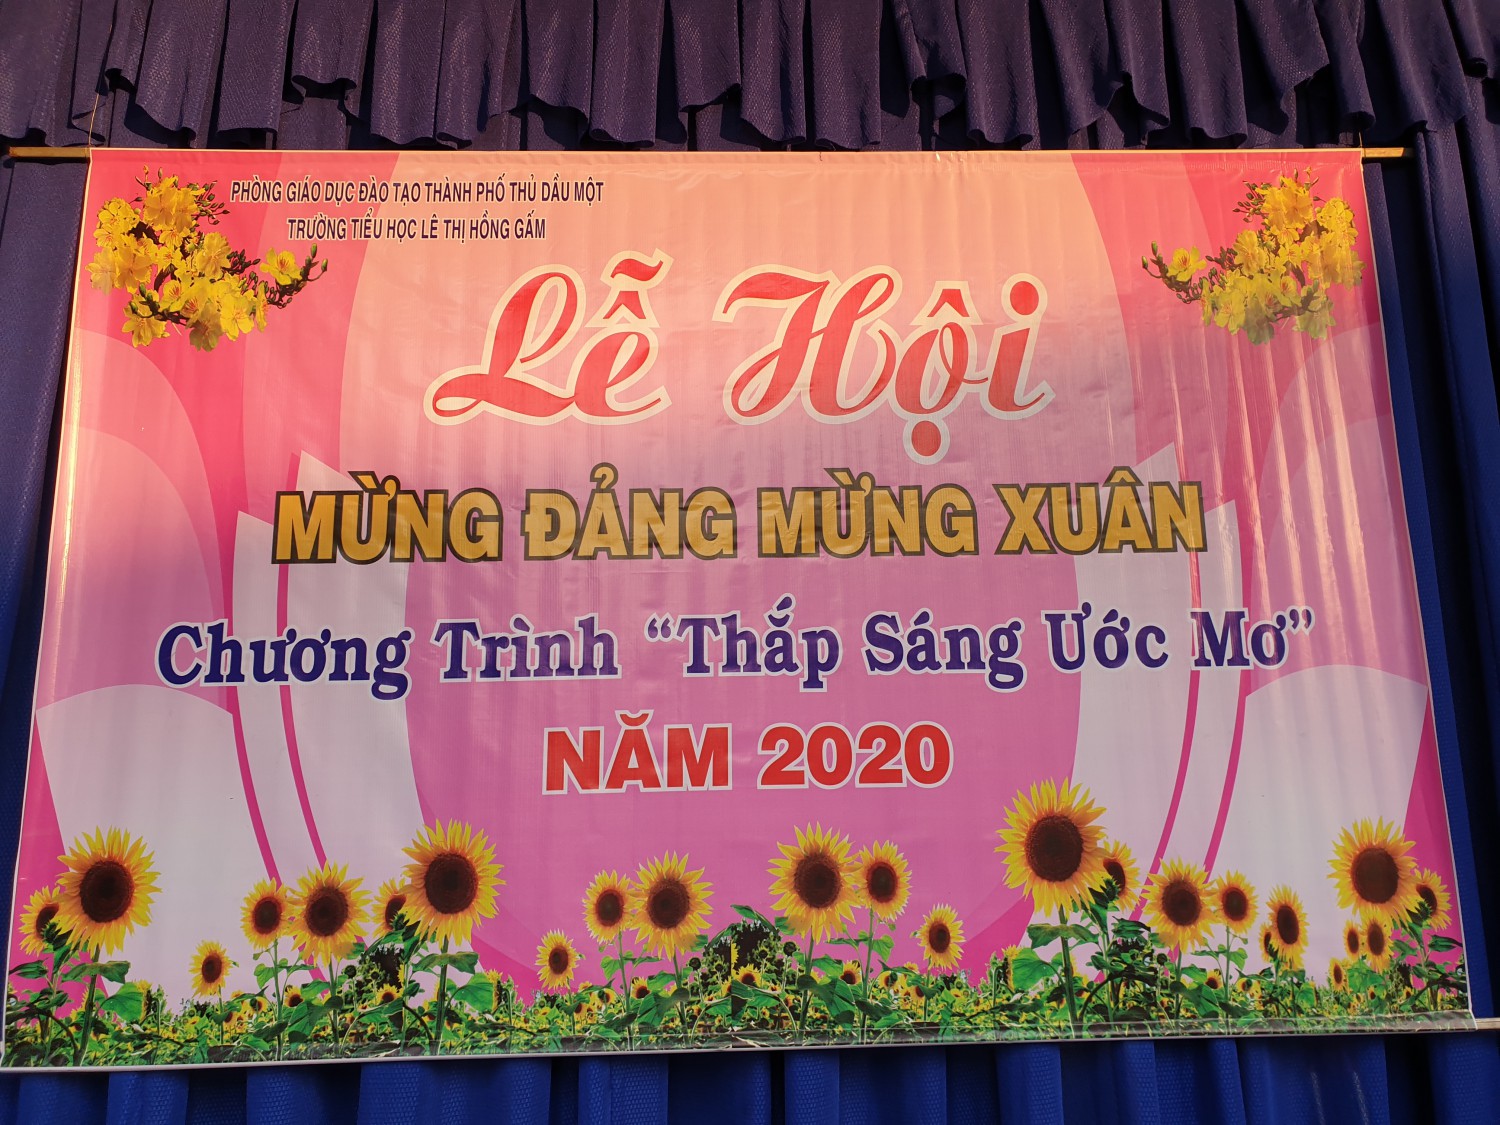 PHÒNG GIÁO DỤC ĐÀO TẠO THÀNH PHỐ THỦ DẦU MỘT
TRƯỜNG TIỂU HỌC LÊ THỊ HỒNG GẤM
Lễ Hội
MỪNG ĐẢNG MỪNG XUÂN
Chương Trình “Thắp Sáng Ước Mơ”
NĂM 2020